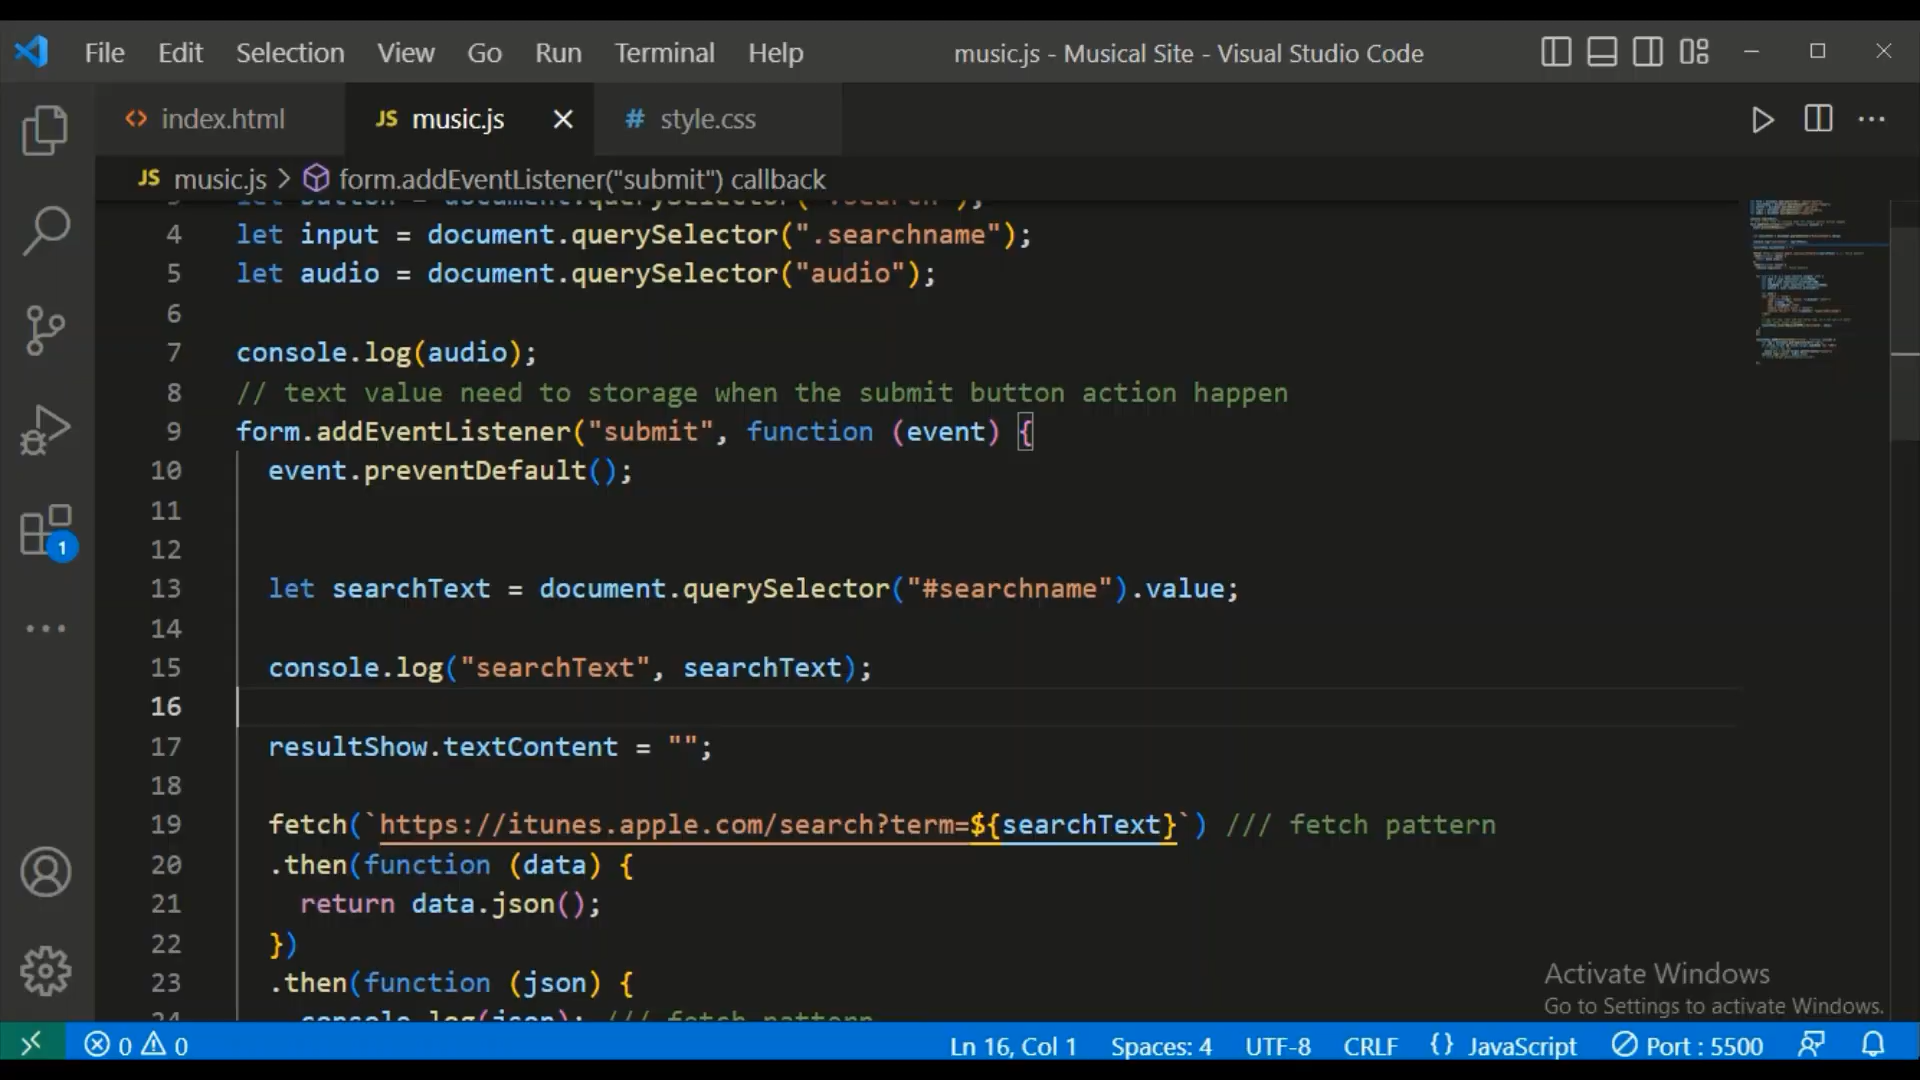 File Edit Selection View Go Run Terminal Help music.js - Musical Site - Visual Studio Code
<> index.html JS music.js # style.css
JS music.js > form.addEventListener("submit") callback
4 let input = document.querySelector(".searchname");
5 let audio = document.querySelector("audio");
6
7 console.log(audio);
8 // text value need to storage when the submit button action happen
9 form.addEventListener("submit", function (event) {
10 event.preventDefault();
11
12
13 let searchText = document.querySelector("#searchname").value;
14
15 console.log("searchText", searchText);
16
17 resultShow.textContent = "";
18
19 fetch(`https://itunes.apple.com/search?term=${searchText}`) /// fetch pattern
20 .then(function (data) {
21 return data.json();
22 })
23 .then(function (json) {
24 console.log(json); /// fetch pattern
1
Activate Windows
Go to Settings to activate Windows.
0 0 Ln 16, Col 1 Spaces: 4 UTF-8 CRLF {} JavaScript Port : 5500